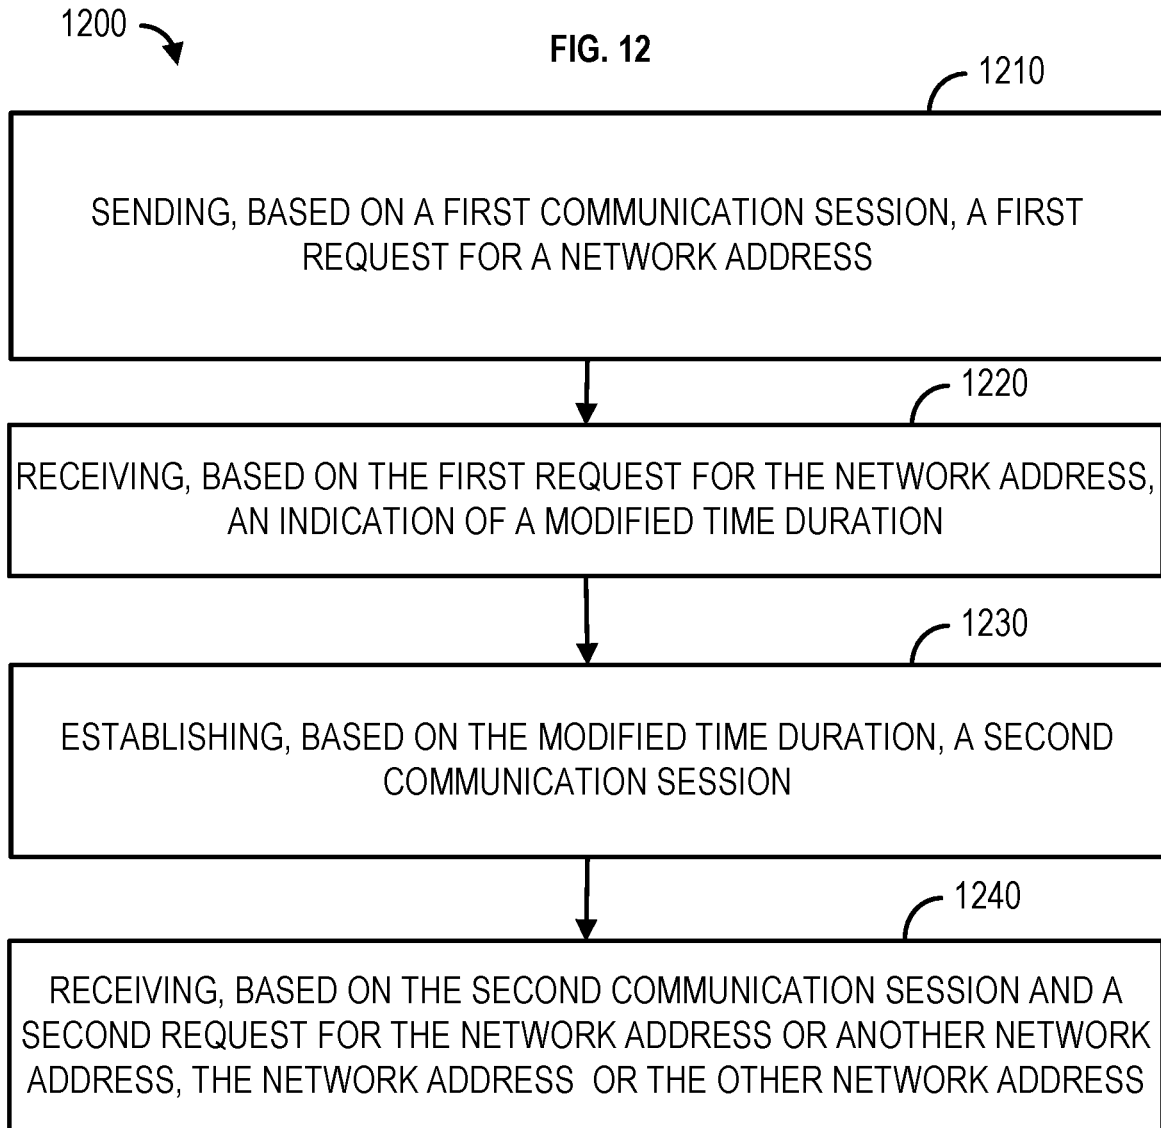 1200
FIG. 12
1210
SENDING, BASED ON A FIRST COMMUNICATION SESSION, A FIRST
REQUEST FOR A NETWORK ADDRESS
1220
RECEIVING, BASED ON THE FIRST REQUEST FOR THE NETWORK ADDRESS,
AN INDICATION OF A MODIFIED TIME DURATION
1230
ESTABLISHING, BASED ON THE MODIFIED TIME DURATION, A SECOND
COMMUNICATION SESSION
1240
RECEIVING, BASED ON THE SECOND COMMUNICATION SESSION AND A
SECOND REQUEST FOR THE NETWORK ADDRESS OR ANOTHER NETWORK
ADDRESS, THE NETWORK ADDRESS OR THE OTHER NETWORK ADDRESS